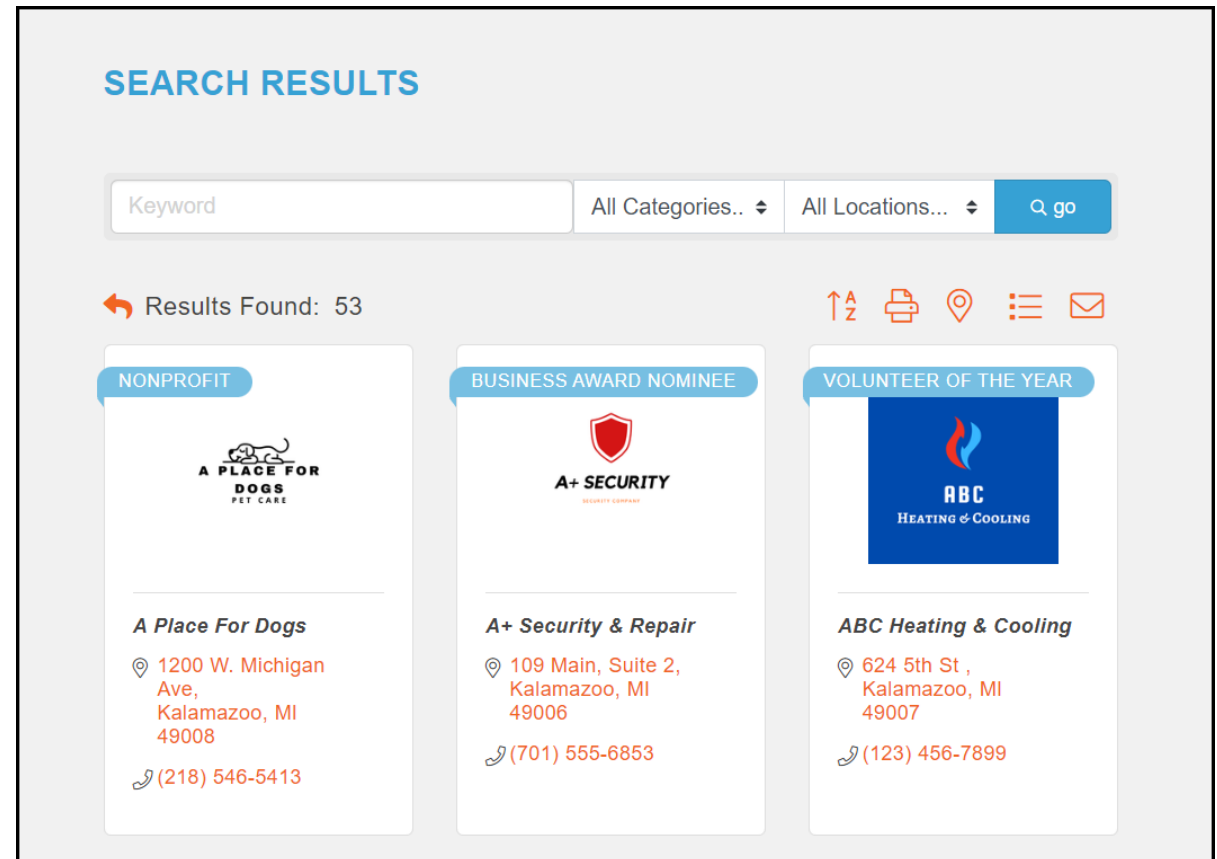 SEARCH RESULTS
Keyword
All Categories..
All Locations...
go
Results Found: 53
A
Z
NONPROFIT
A PLACE FOR
DOGS
PET CARE
A Place For Dogs
1200 W. Michigan
Ave,
Kalamazoo, MI
49008
(218) 546-5413
BUSINESS AWARD NOMINEE
A+ SECURITY
SECURITY COMPANY
A+ Security & Repair
109 Main, Suite 2,
Kalamazoo, MI
49006
(701) 555-6853
VOLUNTEER OF THE YEAR
ABC
HEATING & COOLING
ABC Heating & Cooling
624 5th St ,
Kalamazoo, MI
49007
(123) 456-7899